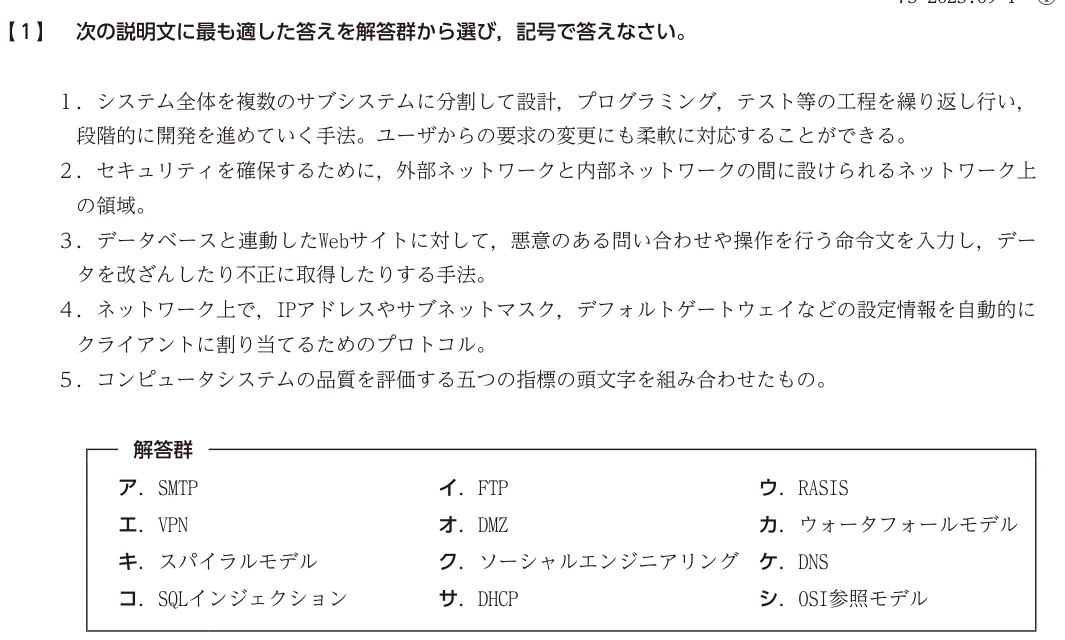 【1】 次の説明文に最も適した答えを解答群から選び，記号で答えなさい。
１．システム全体を複数のサブシステムに分割して設計，プログラミング，テスト等の工程を繰り返し行い，
段階的に開発を進めていく手法。ユーザからの要求の変更にも柔軟に対応することができる。
２．セキュリティを確保するために，外部ネットワークと内部ネットワークの間に設けられるネットワーク上
の領域。
３．データベースと連動したWebサイトに対して，悪意のある問い合わせや操作を行う命令文を入力し，デー
タを改ざんしたり不正に取得したりする手法。
４．ネットワーク上で，IPアドレスやサブネットマスク，デフォルトゲートウェイなどの設定情報を自動的に
クライアントに割り当てるためのプロトコル。
５．コンピュータシステムの品質を評価する五つの指標の頭文字を組み合わせたもの。
解答群
ア．SMTP イ．FTP ウ．RASIS
エ．VPN オ．DMZ カ．ウォータフォールモデル
キ．スパイラルモデル ク．ソーシャルエンジニアリング ケ．DNS
コ．SQLインジェクション サ．DHCP シ．OSI参照モデル